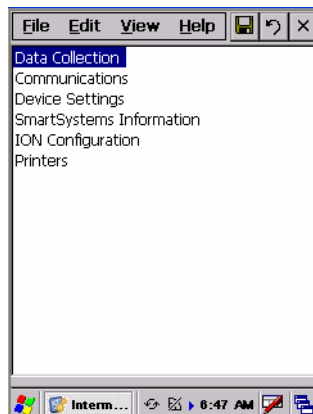 File Edit View Help
Data Collection
Communications
Device Settings
SmartSystems Information
ION Configuration
Printers
Interm... 6:47 AM